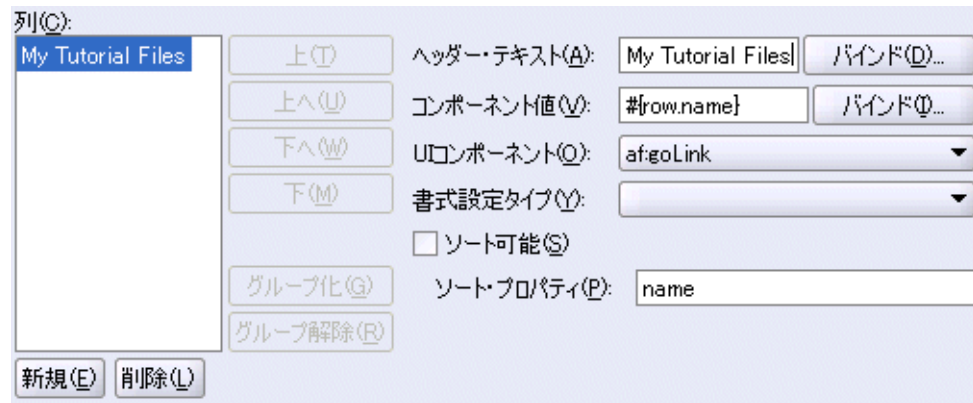 列(C):
My Tutorial Files
上(T)
上へ(U)
下へ(W)
下(M)
グループ化(G)
グループ解除(R)
新規(E) 削除(L)
ヘッダー・テキスト(A): My Tutorial Files バインド(D)...
コンポーネント値(V): #{row.name} バインド(I)...
UIコンポーネント(O): af:goLink
書式設定タイプ(Y):
ソート可能(S)
ソート・プロパティ(P): name